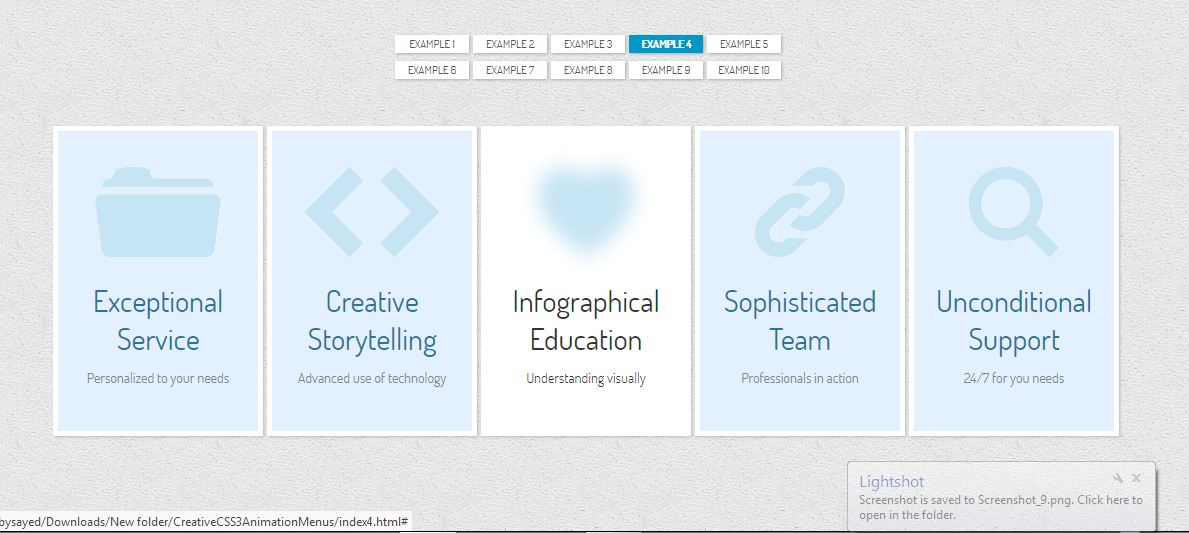 EXAMPLE 1 EXAMPLE 2 EXAMPLE 3 EXAMPLE 4 EXAMPLE 5
EXAMPLE 6 EXAMPLE 7 EXAMPLE 8 EXAMPLE 9 EXAMPLE 10
Exceptional
Service
Personalized to your needs
Creative
Storytelling
Advanced use of technology
Infographical
Education
Understanding visually
Sophisticated
Team
Professionals in action
Unconditional
Support
24/7 for you needs
Lightshot
Screenshot is saved to Screenshot_9.png. Click here to
open in the folder.
bysayed/Downloads/New folder/CreativeCSS3AnimationMenus/index4.html#